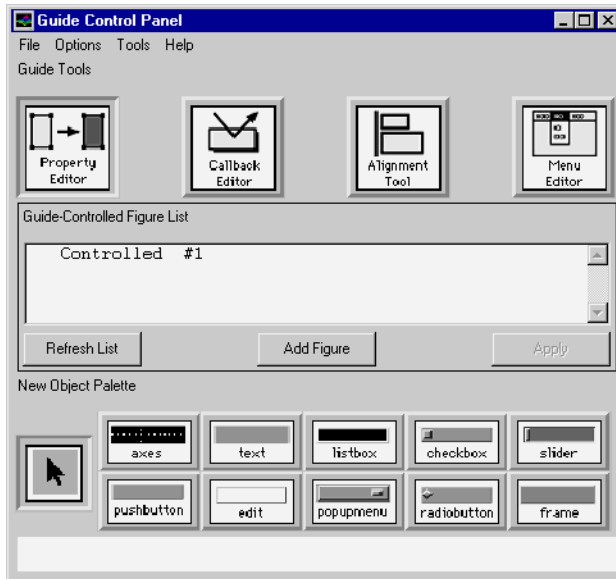 Guide Control Panel
File Options Tools Help
Guide Tools
Property Editor
Callback Editor
Alignment Tool
Menu Editor
Guide-Controlled Figure List
Controlled #1
Refresh List Add Figure Apply
New Object Palette
axes text listbox checkbox slider
pushbutton edit popupmenu radiobutton frame